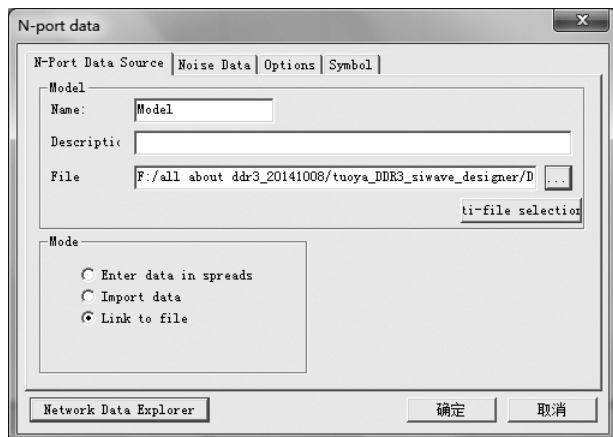 N-port data
N-Port Data Source Noise Data Options Symbol
Model
Name: Model
Descriptic
File F:/all about ddr3_20141008/tuoya_DDR3_siwave_designer/D ...
ti-file selection
Mode
Enter data in spreads
Import data
Link to file
Network Data Explorer 确定 取消